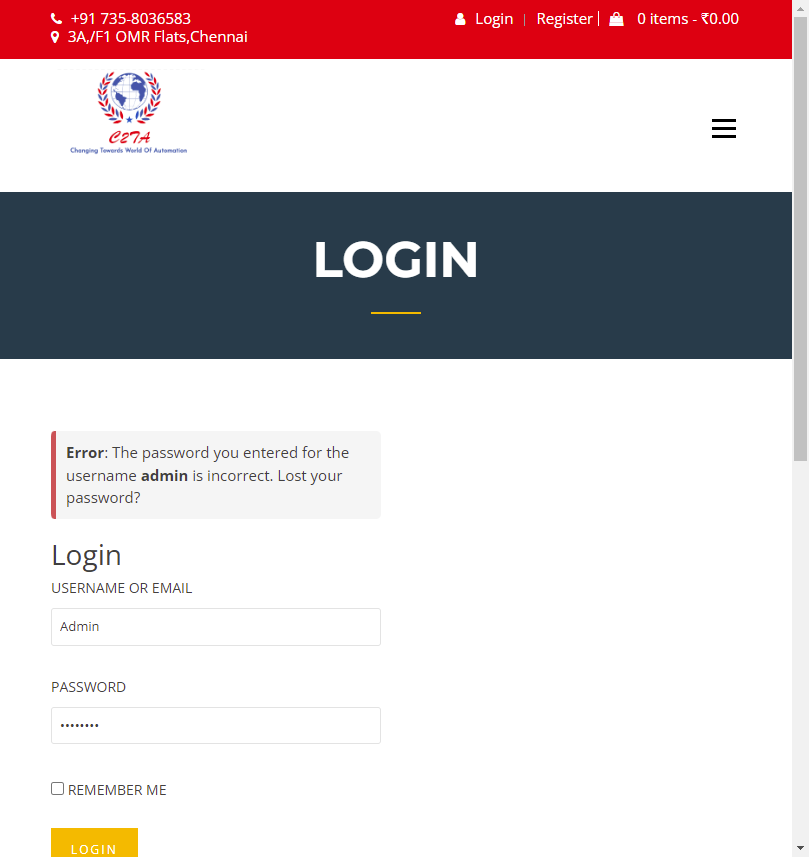 +91 735-8036583
3A,/F1 OMR Flats,Chennai
Login | Register | 0 items - ₹0.00
C2TA
Changing Towards World Of Automation
LOGIN
Error: The password you entered for the
username admin is incorrect. Lost your
password?
Login
USERNAME OR EMAIL
Admin
PASSWORD
••••••••
REMEMBER ME
LOGIN